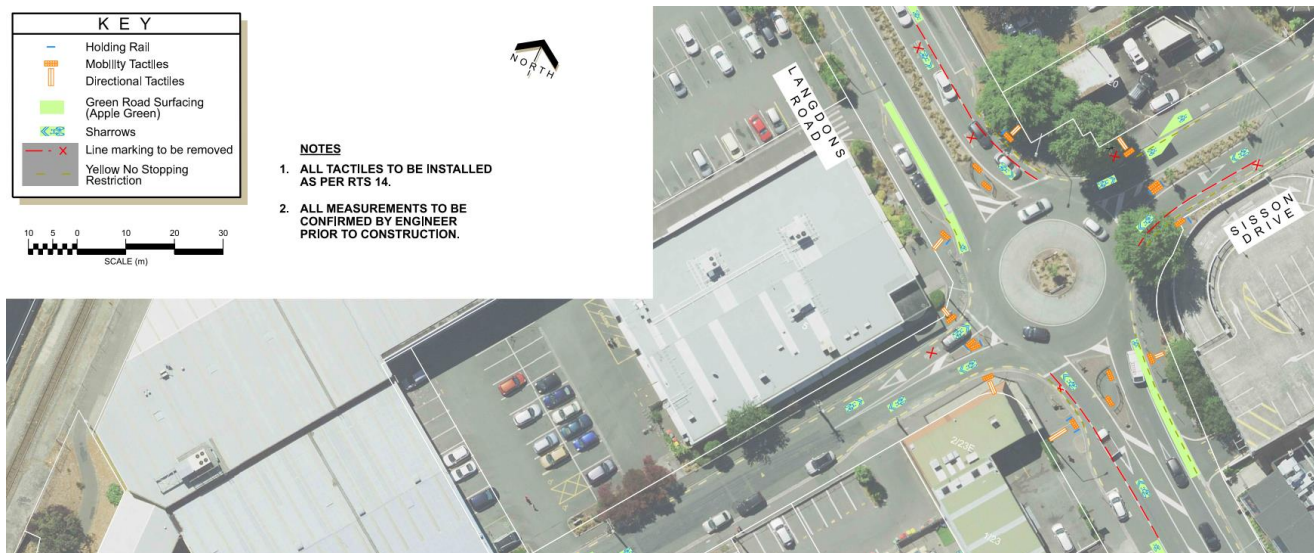 K E Y
Holding Rail
Mobility Tactiles
Directional Tactiles
Green Road Surfacing
(Apple Green)
Sharrows
Line marking to be removed
Yellow No Stopping
Restriction
10 5 0 10 20 30
SCALE (m)
NORTH
NOTES
1. ALL TACTILES TO BE INSTALLED
AS PER RTS 14.
2. ALL MEASUREMENTS TO BE
CONFIRMED BY ENGINEER
PRIOR TO CONSTRUCTION.
LANGDONS
ROAD
SISSON
DRIVE